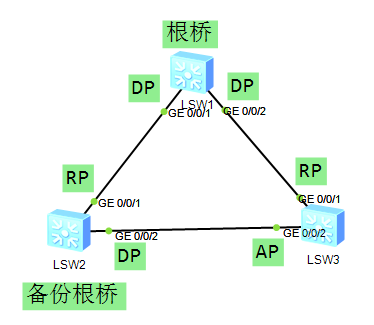 根桥
DP
DP
LSW1
GE 0/0/1
GE 0/0/2
RP
RP
GE 0/0/1
GE 0/0/1
GE 0/0/2
GE 0/0/2
LSW2
DP
AP
LSW3
备份根桥